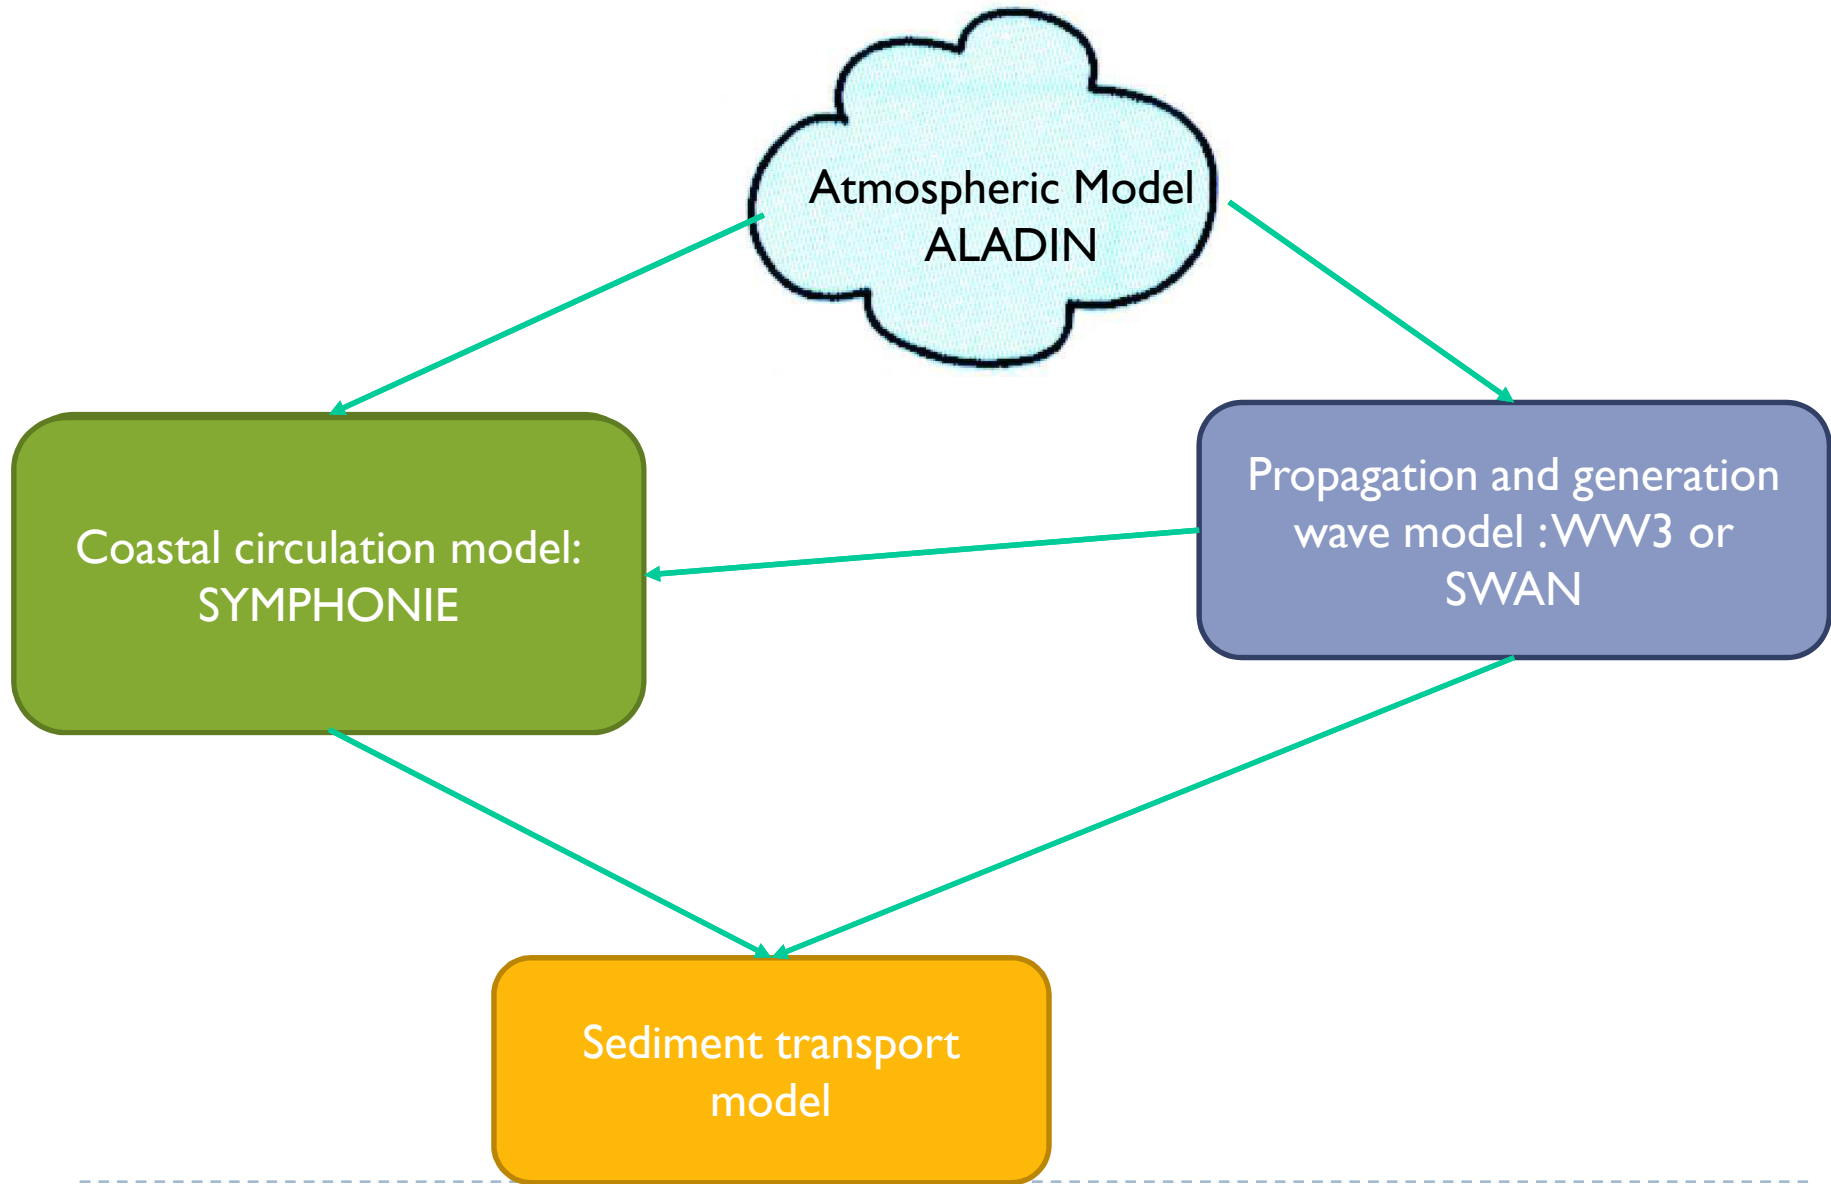 Atmospheric Model
ALADIN
Coastal circulation model:
SYMPHONIE
Propagation and generation
wave model : WW3 or
SWAN
Sediment transport
model